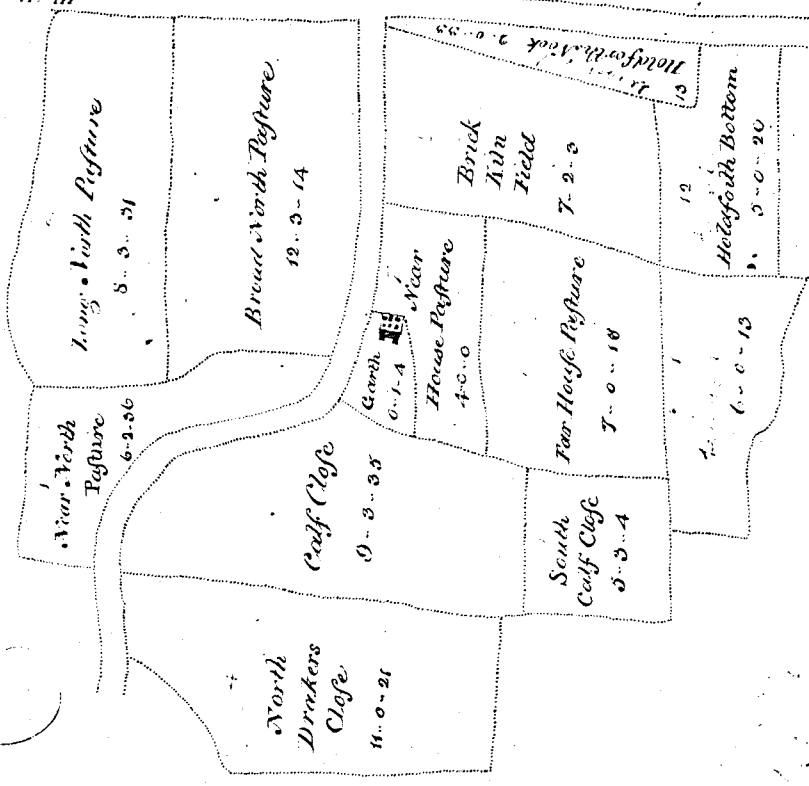 Long North Pasture
8 - 3 - 31
Broad North Pasture
12 - 3 - 14
Near North
Pasture
6 - 2 - 36
Holdforth Nook 2 - 0 - 33
13
Brick
Kiln
Field
7 - 2 - 3
12
Holdforth Bottom
5 - 0 - 20
Near
House Pasture
4 - 0 - 0
Garth
0 - 1 - 4
Far House Pasture
7 - 0 - 18
6 - 0 - 13
Calf Close
9 - 3 - 35
South
Calf Close
5 - 3 - 4
North
Drakers
Close
11 - 0 - 21